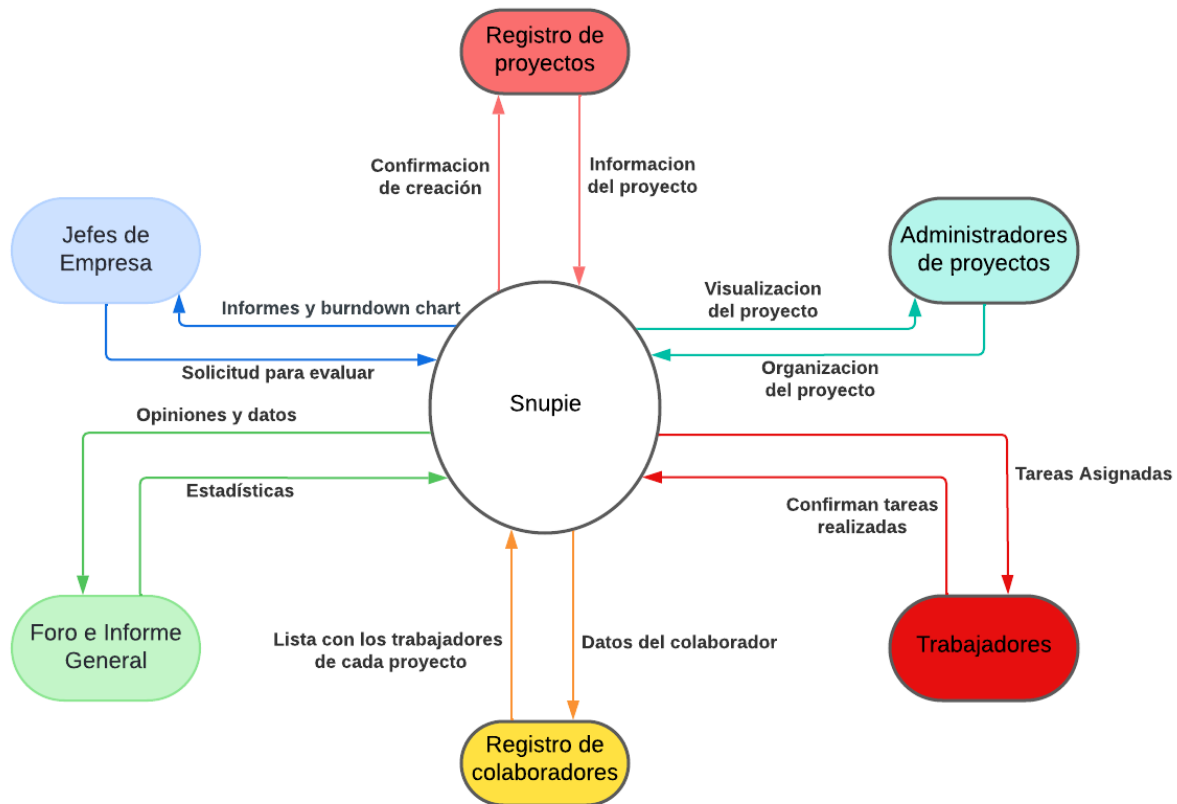 Registro de
proyectos
Confirmacion
de creación
Informacion
del proyecto
Jefes de
Empresa
Administradores
de proyectos
Informes y burndown chart
Visualizacion
del proyecto
Solicitud para evaluar
Organizacion
del proyecto
Snupie
Opiniones y datos
Tareas Asignadas
Estadísticas
Confirman tareas
realizadas
Foro e Informe
General
Lista con los trabajadores
de cada proyecto
Datos del colaborador
Trabajadores
Registro de
colaboradores